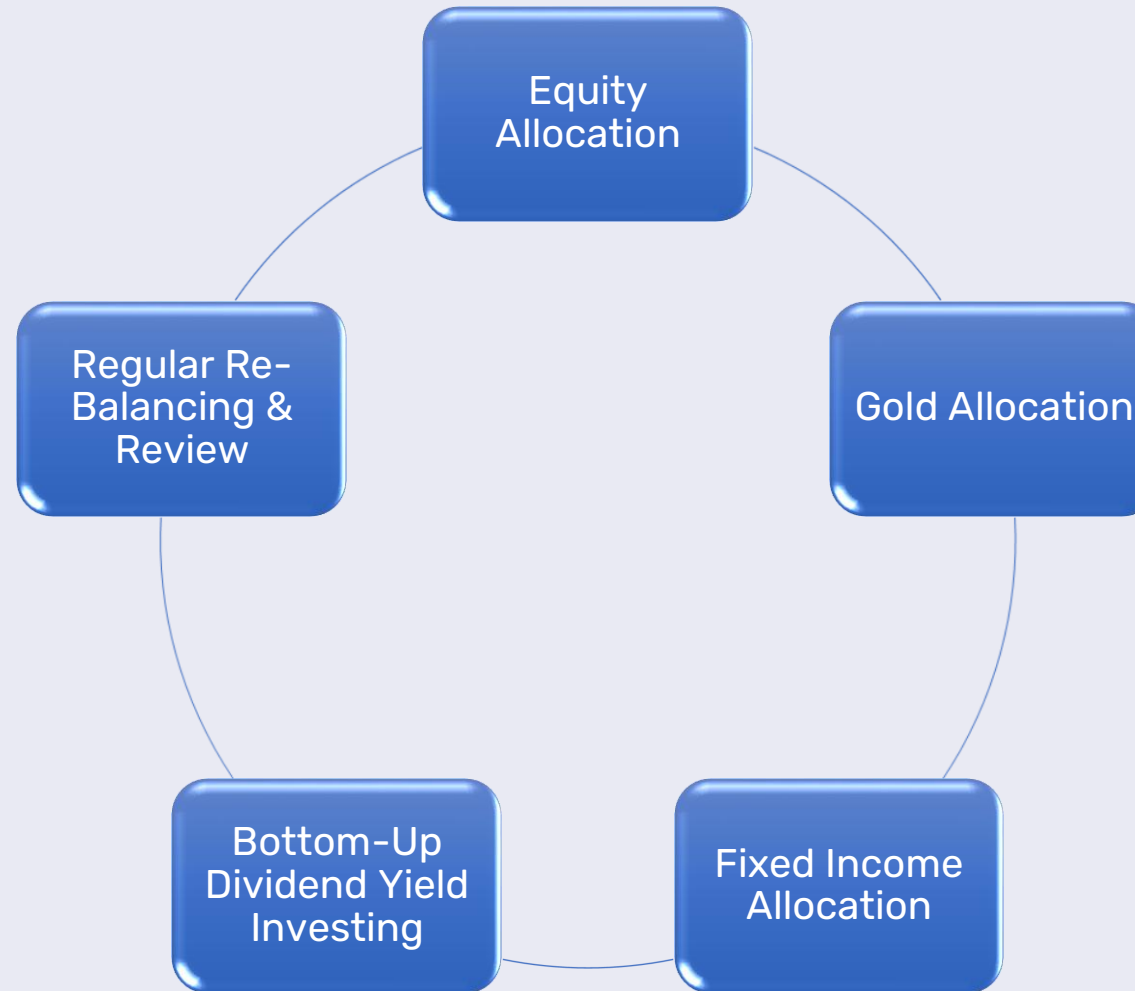 Equity
Allocation
Gold Allocation
Fixed Income
Allocation
Bottom-Up
Dividend Yield
Investing
Regular Re-
Balancing &
Review